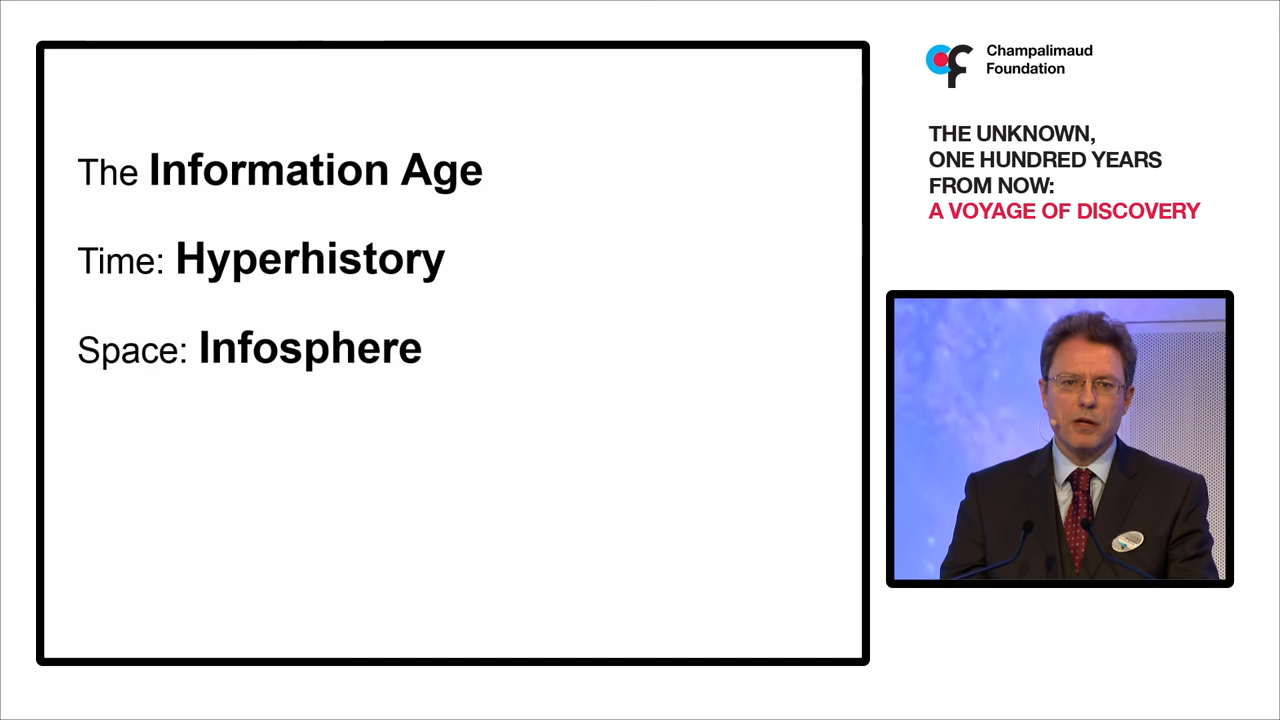 The Information Age
Time: Hyperhistory
Space: Infosphere
Champalimaud
Foundation
THE UNKNOWN,
ONE HUNDRED YEARS
FROM NOW:
A VOYAGE OF DISCOVERY